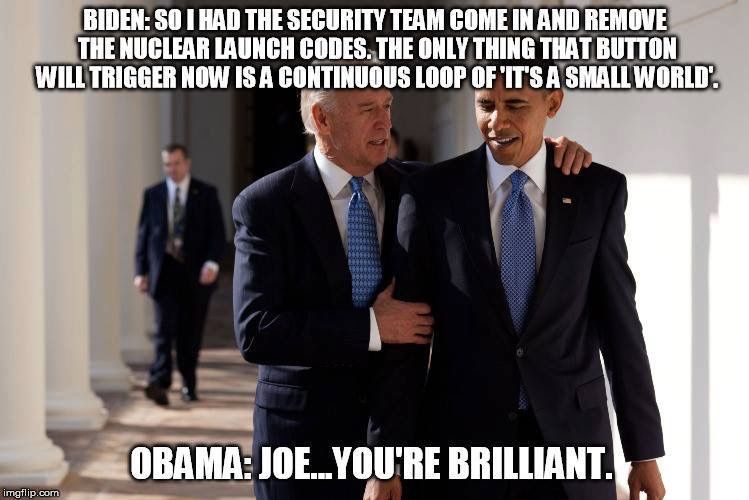 BIDEN: SO I HAD THE SECURITY TEAM COME IN AND REMOVE
THE NUCLEAR LAUNCH CODES. THE ONLY THING THAT BUTTON
WILL TRIGGER NOW IS A CONTINUOUS LOOP OF 'IT'S A SMALL WORLD'.
OBAMA: JOE...YOU'RE BRILLIANT.
imgflip.com